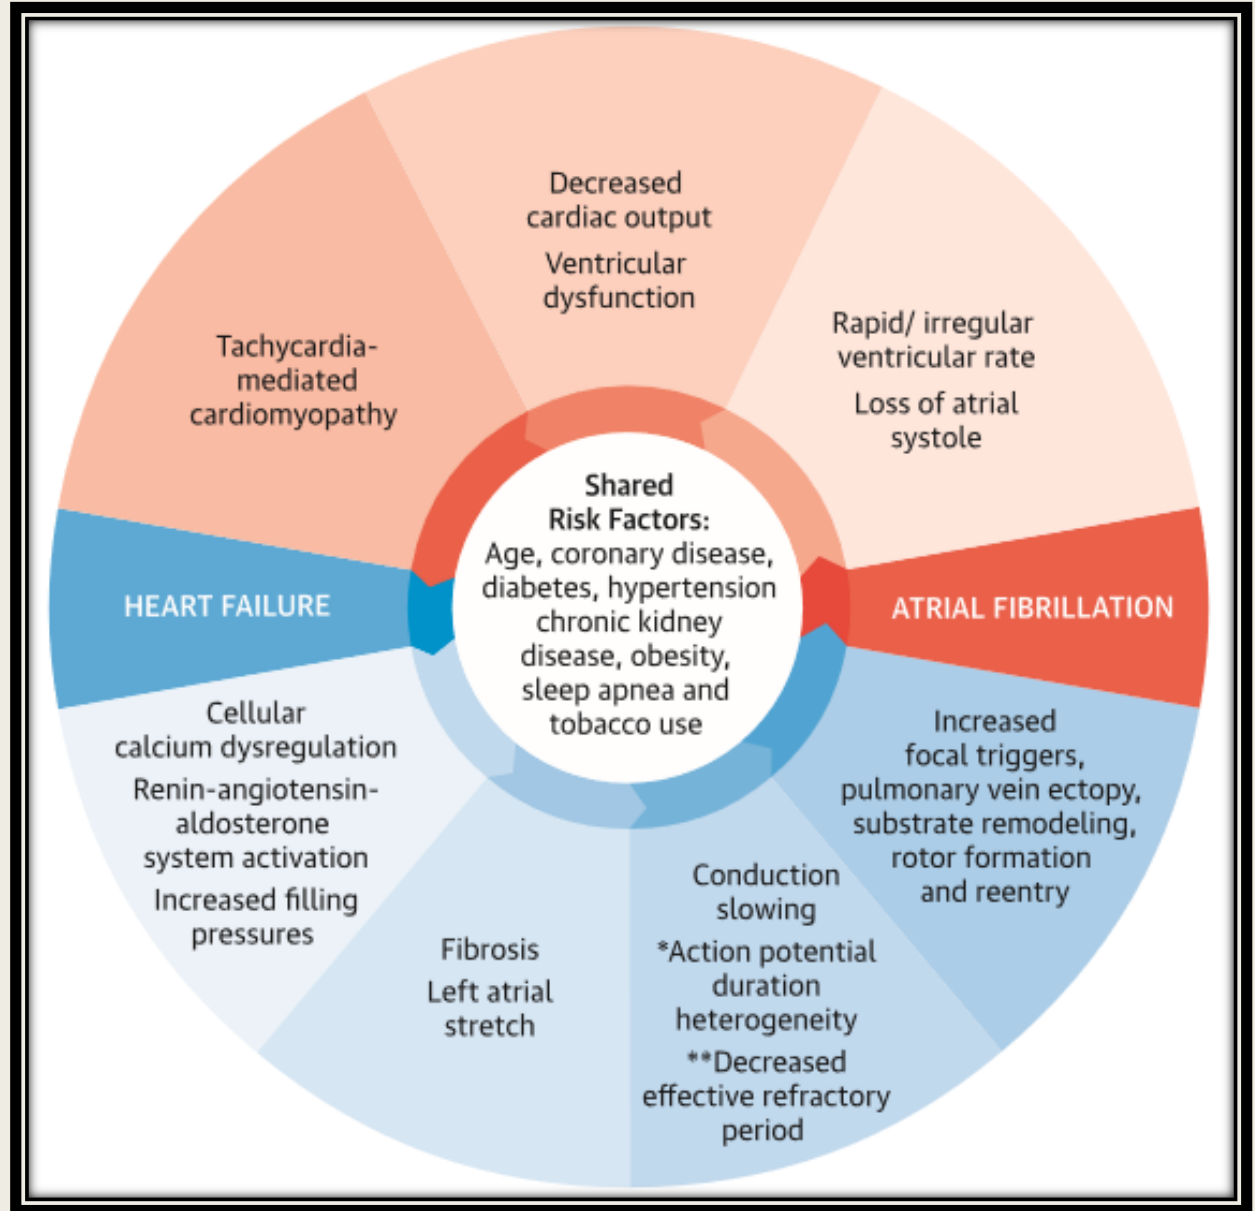 Decreased
cardiac output
Ventricular
dysfunction
Rapid/ irregular
ventricular rate
Loss of atrial
systole
Tachycardia-
mediated
cardiomyopathy
Shared
Risk Factors:
Age, coronary disease,
diabetes, hypertension
chronic kidney
disease, obesity,
sleep apnea and
tobacco use
HEART FAILURE
ATRIAL FIBRILLATION
Cellular
calcium dysregulation
Renin-angiotensin-
aldosterone
system activation
Increased filling
pressures
Fibrosis
Left atrial
stretch
Conduction
slowing
*Action potential
duration
heterogeneity
**Decreased
effective refractory
period
Increased
focal triggers,
pulmonary vein ectopy,
substrate remodeling,
rotor formation
and reentry